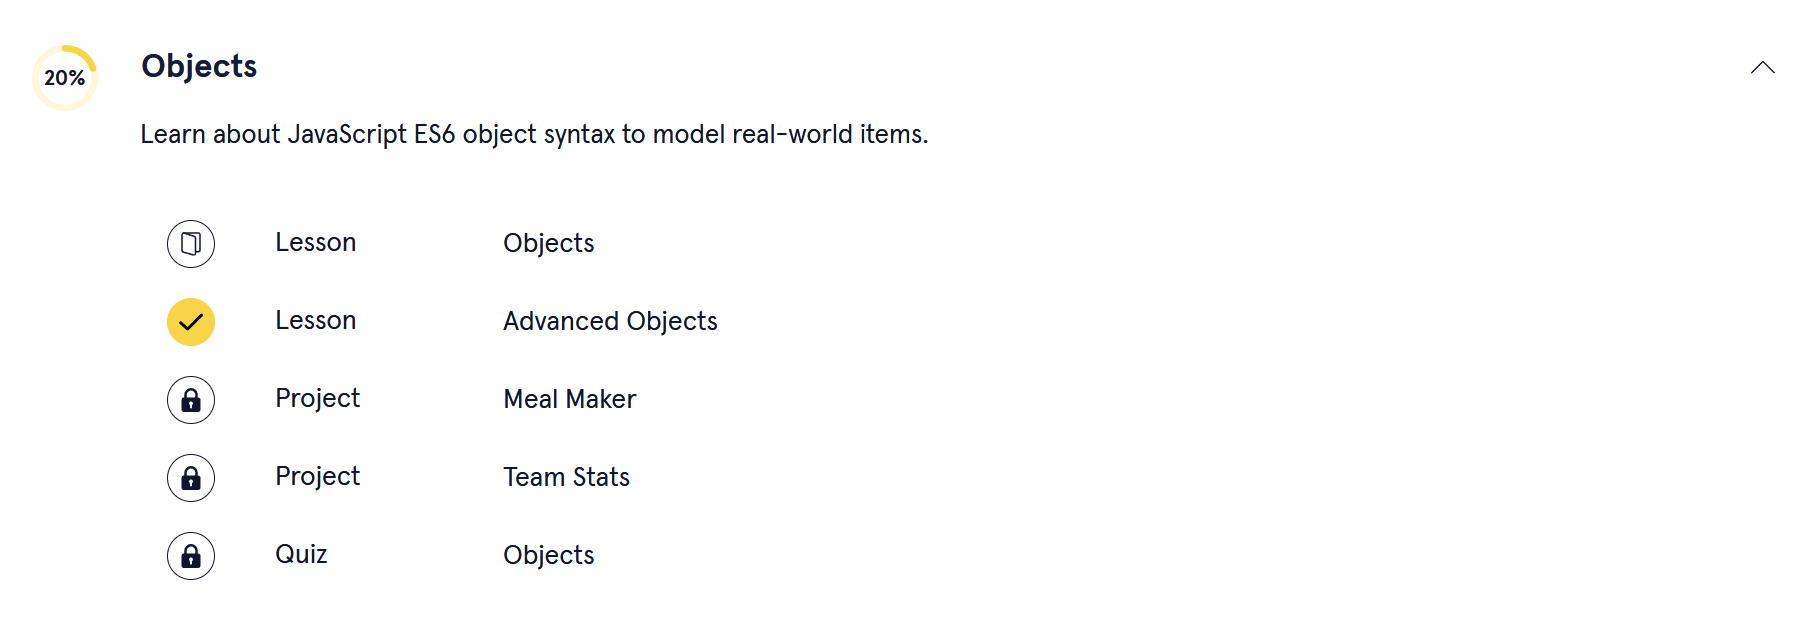 20%
Objects
Learn about JavaScript ES6 object syntax to model real-world items.
Lesson Objects
Lesson Advanced Objects
Project Meal Maker
Project Team Stats
Quiz Objects